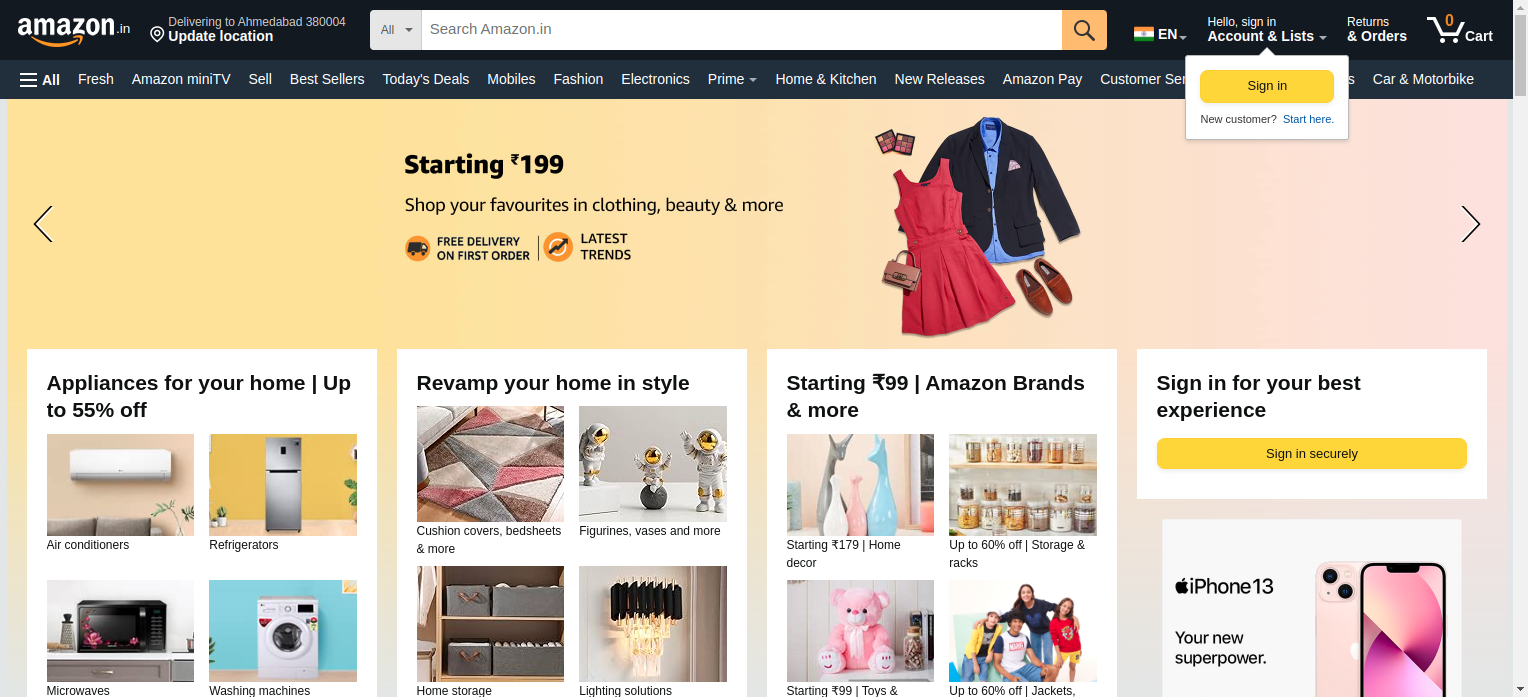 amazon.in
Delivering to Ahmedabad 380004
Update location
All
Search Amazon.in
EN
Hello, sign in
Account & Lists
Returns
& Orders
0
Cart
All
Fresh
Amazon miniTV
Sell
Best Sellers
Today's Deals
Mobiles
Fashion
Electronics
Prime
Home & Kitchen
New Releases
Amazon Pay
Customer Ser
s
Car & Motorbike
Sign in
New customer? Start here.
Starting ₹199
Shop your favourites in clothing, beauty & more
FREE DELIVERY
ON FIRST ORDER
LATEST
TRENDS
Appliances for your home | Up
to 55% off
Air conditioners
Refrigerators
Microwaves
Washing machines
Revamp your home in style
Cushion covers, bedsheets
& more
Figurines, vases and more
Home storage
Lighting solutions
Starting ₹99 | Amazon Brands
& more
Starting ₹179 | Home
decor
Up to 60% off | Storage &
racks
Starting ₹99 | Toys &
Up to 60% off | Jackets,
Sign in for your best
experience
Sign in securely
iPhone 13
Your new
superpower.